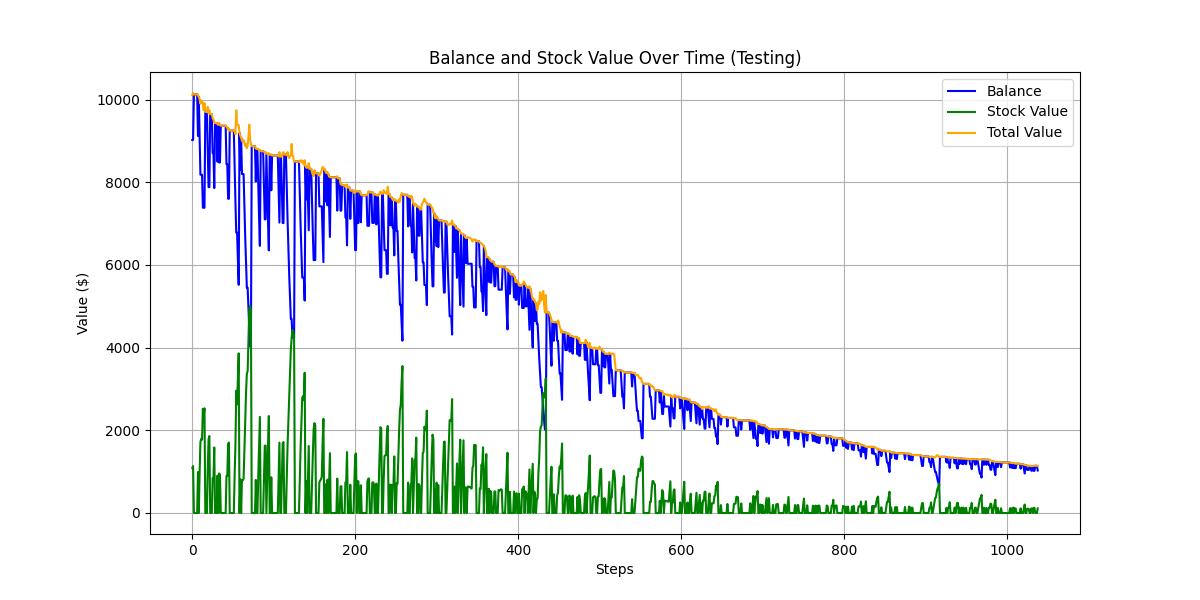 Balance and Stock Value Over Time (Testing)
Balance
Stock Value
Total Value
Value ($)
10000
8000
6000
4000
2000
0
0 200 400 600 800 1000
Steps